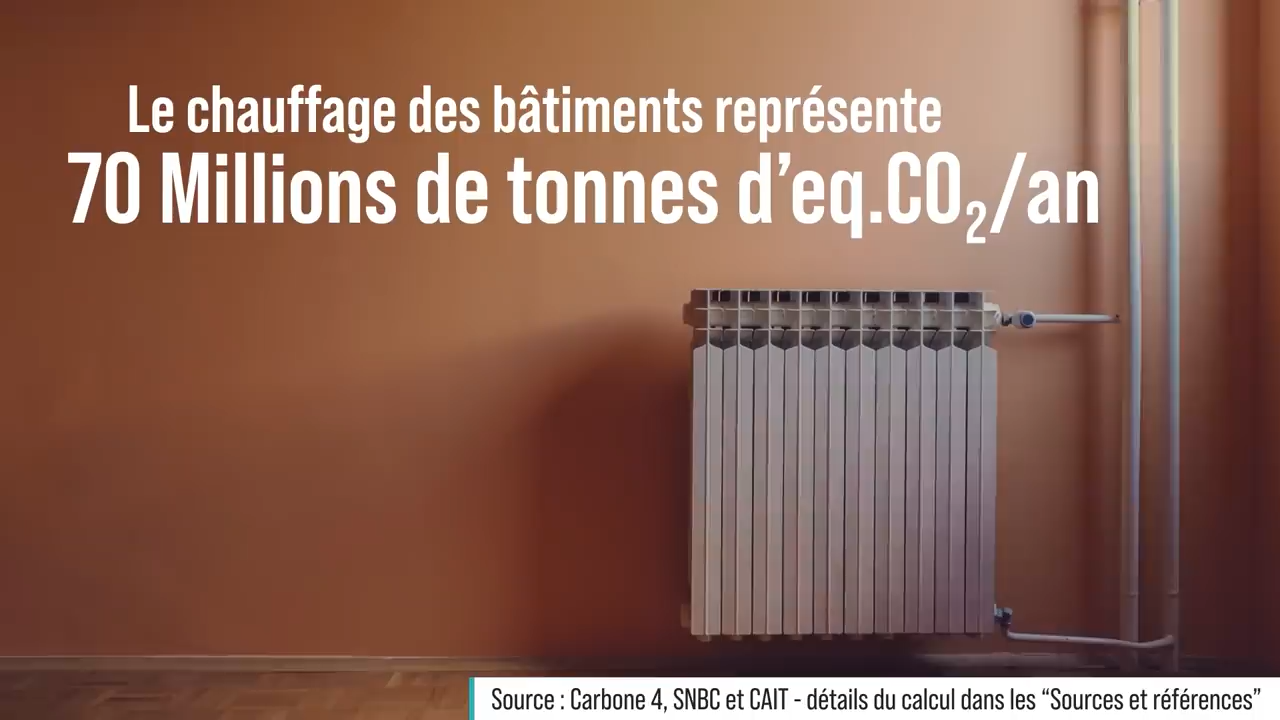 Le chauffage des bâtiments représente
70 Millions de tonnes d’eq.CO₂/an
Source : Carbone 4, SNBC et CAIT - détails du calcul dans les “Sources et références”